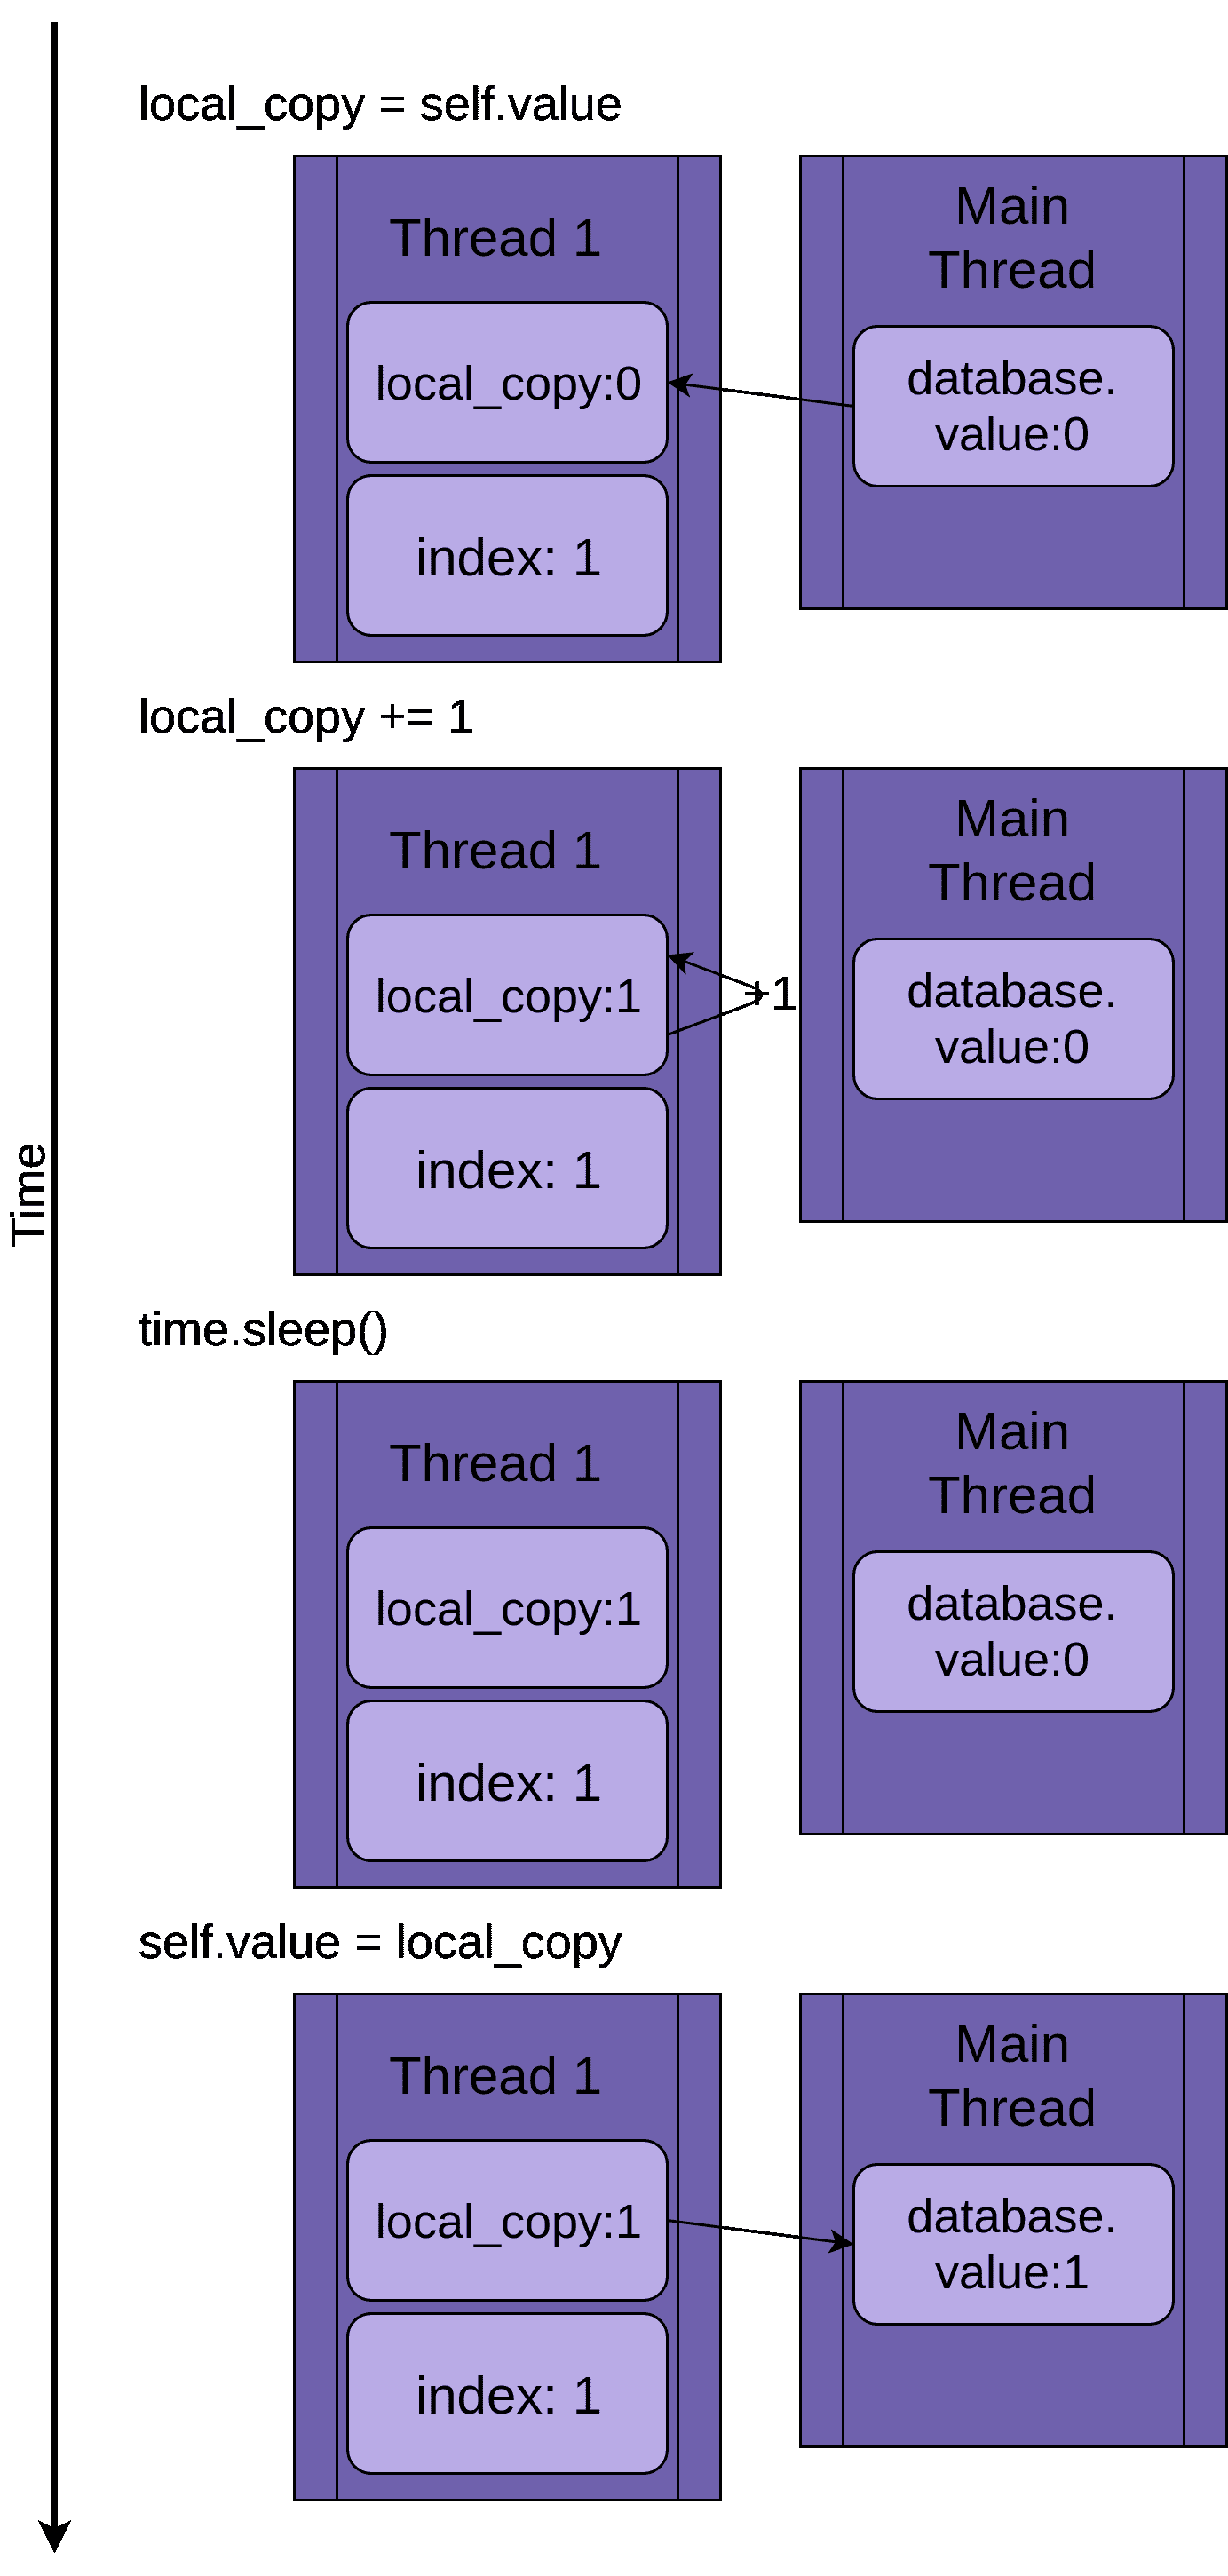 local_copy = self.value
Thread 1
Main
Thread
local_copy:0
database.
value:0
index: 1
local_copy += 1
Thread 1
Main
Thread
local_copy:1
+1
database.
value:0
index: 1
Time
time.sleep()
Thread 1
Main
Thread
local_copy:1
database.
value:0
index: 1
self.value = local_copy
Thread 1
Main
Thread
local_copy:1
database.
value:1
index: 1